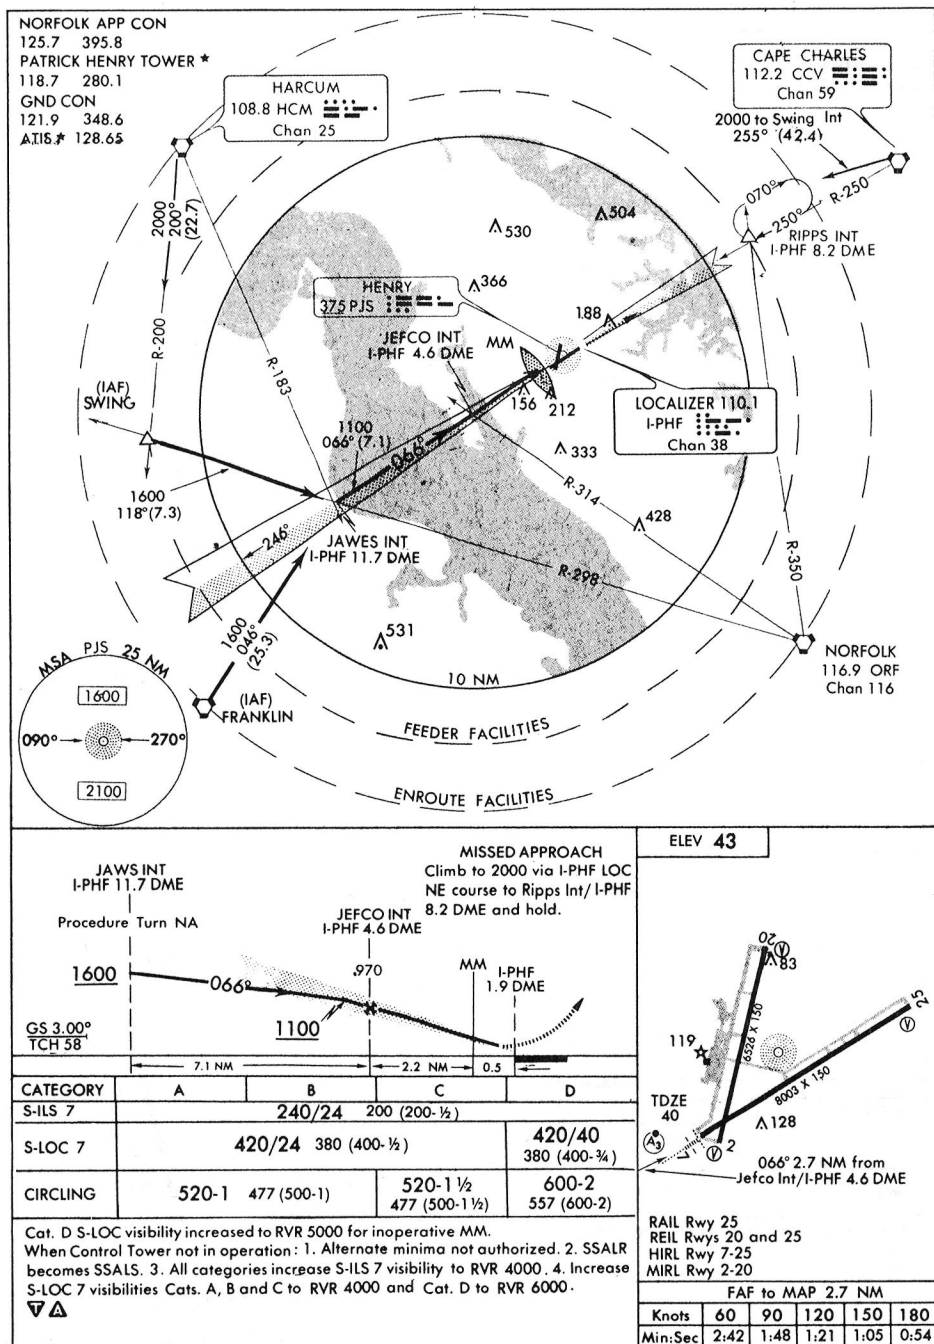 NORFOLK APP CON
125.7 395.8
PATRICK HENRY TOWER ★
118.7 280.1
GND CON
121.9 348.6
ATIS★ 128.65
HARCUM
108.8 HCM
Chan 25
CAPE CHARLES
112.2 CCV
Chan 59
2000 to Swing Int
255° (42.4)
070°
250°
R-250
RIPPS INT
I-PHF 8.2 DME
2000
200°
(22.7)
R-200
R-183
530
504
366
HENRY
375 PJS
188
JEFCO INT
I-PHF 4.6 DME
MM
156
212
LOCALIZER 110.1
I-PHF
Chan 38
(IAF)
SWING
1100
066° (7.1)
066°
333
R-314
428
1600
118° (7.3)
246°
JAWES INT
I-PHF 11.7 DME
R-298
R-350
1600
046°
(25.3)
531
NORFOLK
116.9 ORF
Chan 116
10 NM
(IAF)
FRANKLIN
FEEDER FACILITIES
ENROUTE FACILITIES
MSA PJS 25 NM
1600
090°
270°
2100
JAWS INT
I-PHF 11.7 DME
Procedure Turn NA
MISSED APPROACH
Climb to 2000 via I-PHF LOC
NE course to Ripps Int/ I-PHF
8.2 DME and hold.
JEFCO INT
I-PHF 4.6 DME
1600
066°
970
MM
I-PHF
1.9 DME
1100
GS 3.00°
TCH 58
7.1 NM
2.2 NM
0.5
ELEV 43
20
83
25
119
6526 X 150
8003 X 150
TDZE
40
128
A3
2
066° 2.7 NM from
Jefco Int/I-PHF 4.6 DME
RAIL Rwy 25
REIL Rwys 20 and 25
HIRL Rwy 7-25
MIRL Rwy 2-20
CATEGORY A B C D
S-ILS 7 240/24 200 (200-½)
S-LOC 7 420/24 380 (400-½) 420/40 380 (400-¾)
CIRCLING 520-1 477 (500-1) 520-1½ 477 (500-1½) 600-2 557 (600-2)
Cat. D S-LOC visibility increased to RVR 5000 for inoperative MM.
When Control Tower not in operation: 1. Alternate minima not authorized. 2. SSALR
becomes SSALS. 3. All categories increase S-ILS 7 visibility to RVR 4000. 4. Increase
S-LOC 7 visibilities Cats. A, B and C to RVR 4000 and Cat. D to RVR 6000.
T A
FAF to MAP 2.7 NM
Knots 60 90 120 150 180
Min:Sec 2:42 1:48 1:21 1:05 0:54